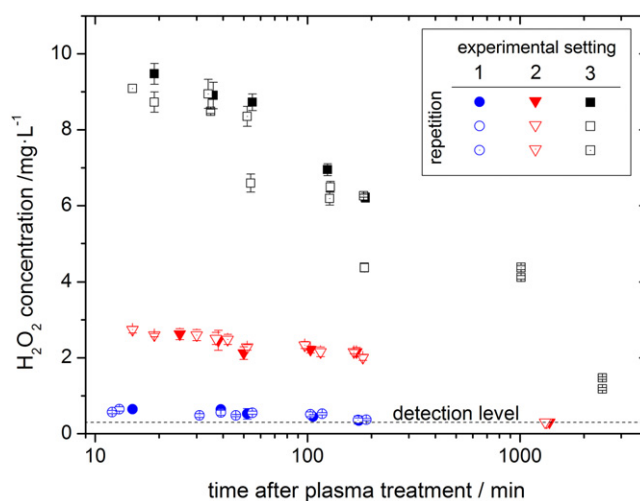 10
8
6
4
2
0
H₂O₂ concentration /mg·L⁻¹
experimental setting
1 2 3
repetition
detection level
10 100 1000
time after plasma treatment / min